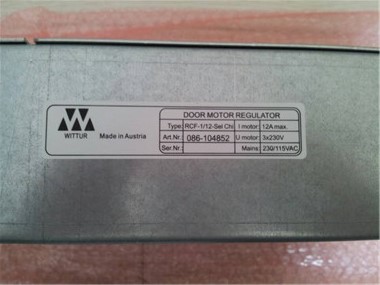 DOOR MOTOR REGULATOR
Type: RCF-1/12-Sel Chi I motor: 12A max.
Art.Nr. 086-104852 U motor: 3x230V
Ser.Nr.: Mains: 230/115VAC
WITTUR Made in Austria